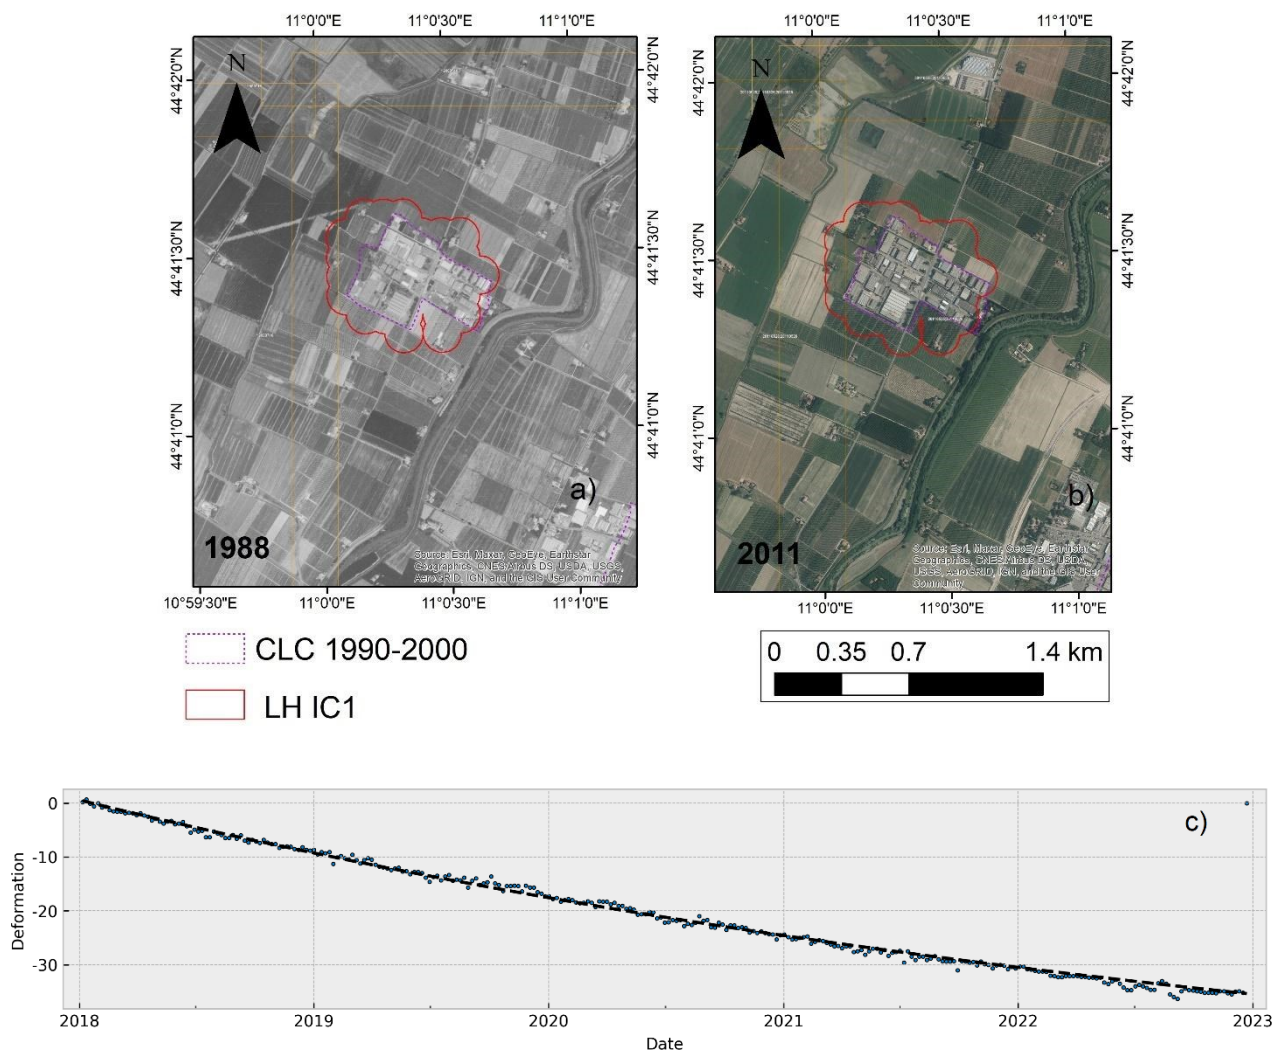 11°0'0"E 11°0'30"E 11°1'0"E
11°0'0"E 11°0'30"E 11°1'0"E
44°42'0"N
44°42'0"N
44°42'0"N
44°42'0"N
N
N
44°41'30"N
44°41'30"N
44°41'30"N
44°41'30"N
44°41'0"N
44°41'0"N
44°41'0"N
44°41'0"N
a)
b)
1988
Source: Esri, Maxar, GeoEye, Earthstar
Geographics, CNES/Airbus DS, USDA, USGS,
AeroGRID, IGN, and the GIS User Community
2011
Source: Esri, Maxar, GeoEye, Earthstar
Geographics, CNES/Airbus DS, USDA,
USGS, AeroGRID, IGN, and the GIS User
Community
10°59'30"E 11°0'0"E 11°0'30"E 11°1'0"E
11°0'0"E 11°0'30"E 11°1'0"E
CLC 1990-2000
LH IC1
0 0.35 0.7 1.4 km
c)
Deformation
0
-10
-20
-30
2018 2019 2020 2021 2022 2023
Date